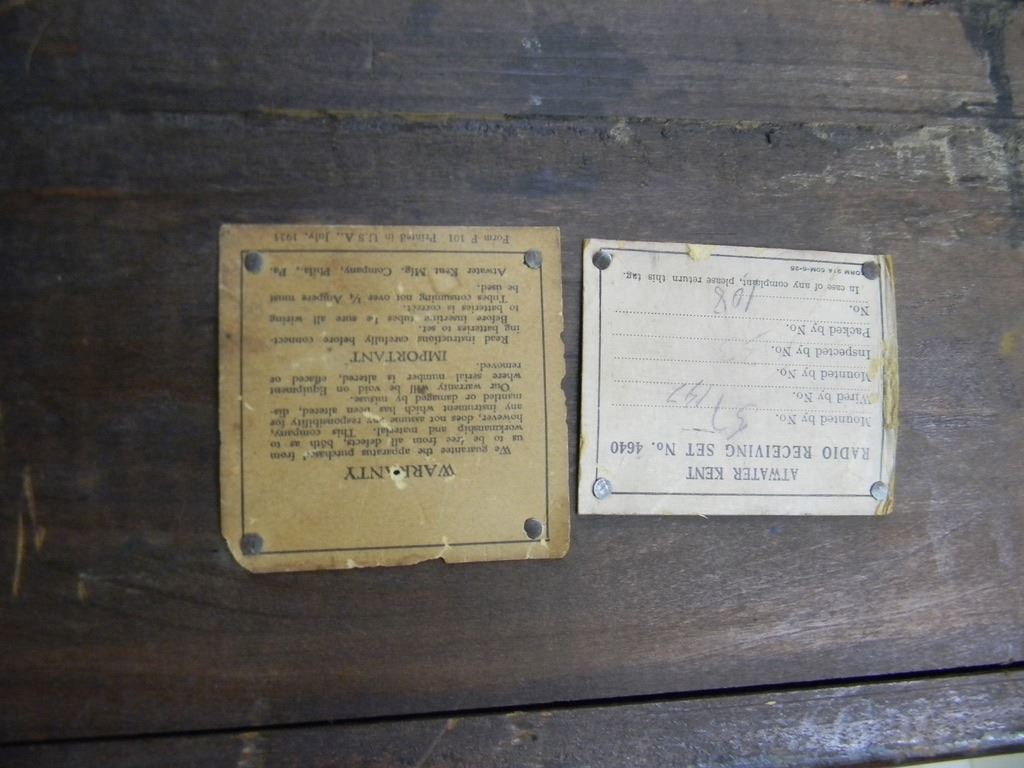 WARRANTY
We guarantee the apparatus purchased from
us to be free from all defects, both as to
workmanship and material. This company,
however, does not assume any responsibility for
any instrument which has been altered, dis-
mantled or damaged by misuse.
Our warranty will be void on Equipment
where serial number is altered, effaced or
removed.
IMPORTANT
Read instructions carefully before connect-
ing batteries to set.
Before inserting tubes be sure all wiring
to batteries is correct.
Tubes consuming not over ¼ Ampere must
be used.
Atwater Kent Mfg. Company, Phila., Pa.
Form F 101 Printed in U.S.A., July, 1924
ATWATER KENT
RADIO RECEIVING SET No. 4640
Mounted by No.
Wired by No.
Mounted by No.
Inspected by No.
Packed by No.
No. 108
In case of any complaint, please return this tag.